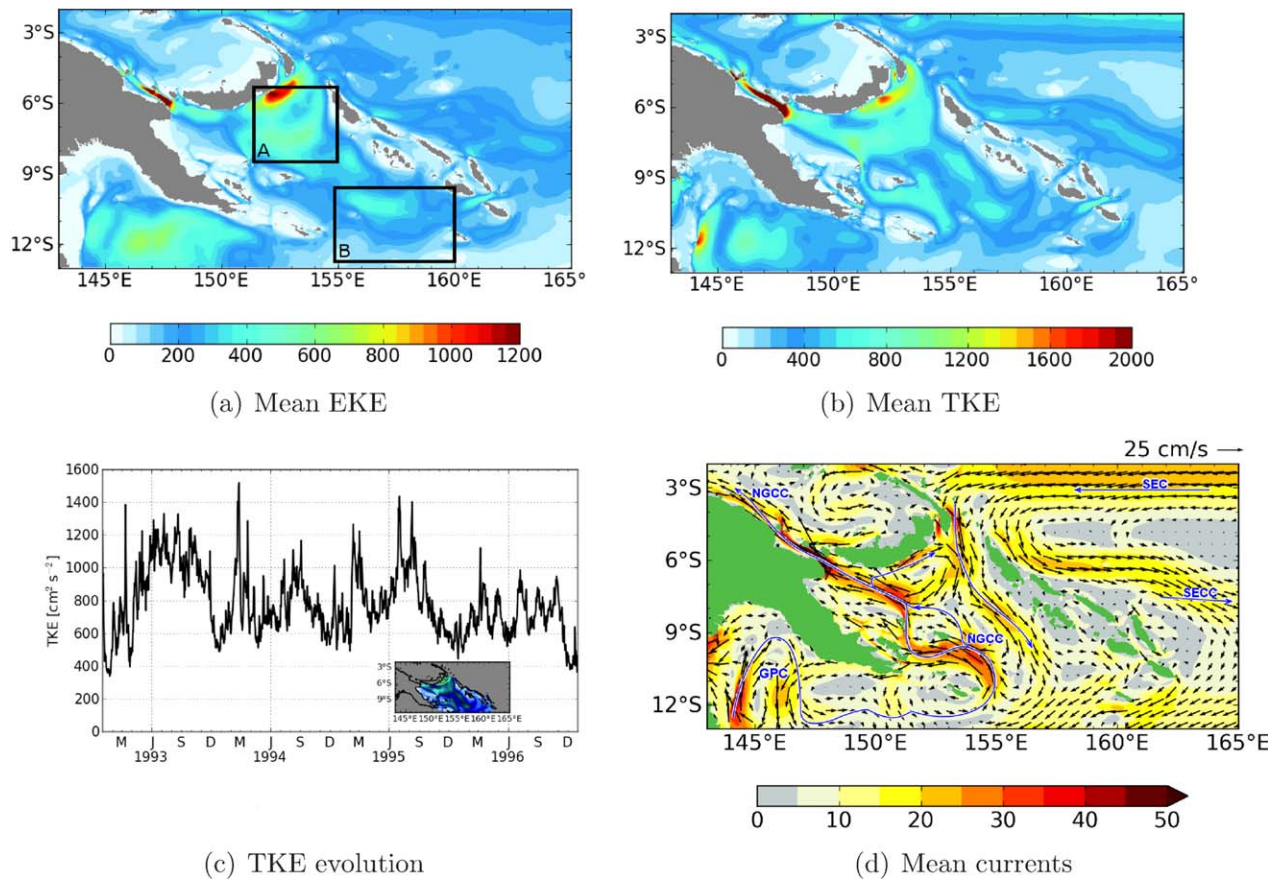 3°S
6°S
9°S
12°S
A
B
145°E 150°E 155°E 160°E 165°
0 200 400 600 800 1000 1200
(a) Mean EKE
3°S
6°S
9°S
12°S
145°E 150°E 155°E 160°E 165°
0 400 800 1200 1600 2000
(b) Mean TKE
TKE [cm² s⁻²]
1600
1400
1200
1000
800
600
400
200
0
3°S
6°S
9°S
145°E 150°E 155°E 160°E 165°E
M J S D M J S D M J S D M J S D
1993 1994 1995 1996
(c) TKE evolution
25 cm/s
3°S
6°S
9°S
12°S
NGCC
SEC
SECC
NGCC
GPC
145°E 150°E 155°E 160°E 165°E
0 10 20 30 40 50
(d) Mean currents